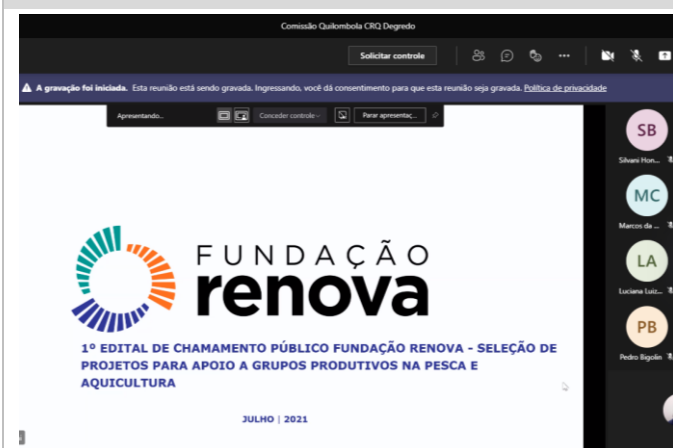 Comissão Quilombola CRQ Degredo
Solicitar controle
A gravação foi iniciada. Esta reunião está sendo gravada. Ingressando, você dá consentimento para que esta reunião seja gravada. Política de privacidade
Apresentando...
Conceder controle
Parar apresentaç...
SB
Silvani Hon...
MC
Marcos da ...
LA
Luciana Luiz...
PB
Pedro Bigolin
FUNDAÇÃO
renova
1º EDITAL DE CHAMAMENTO PÚBLICO FUNDAÇÃO RENOVA - SELEÇÃO DE
PROJETOS PARA APOIO A GRUPOS PRODUTIVOS NA PESCA E
AQUICULTURA
JULHO | 2021